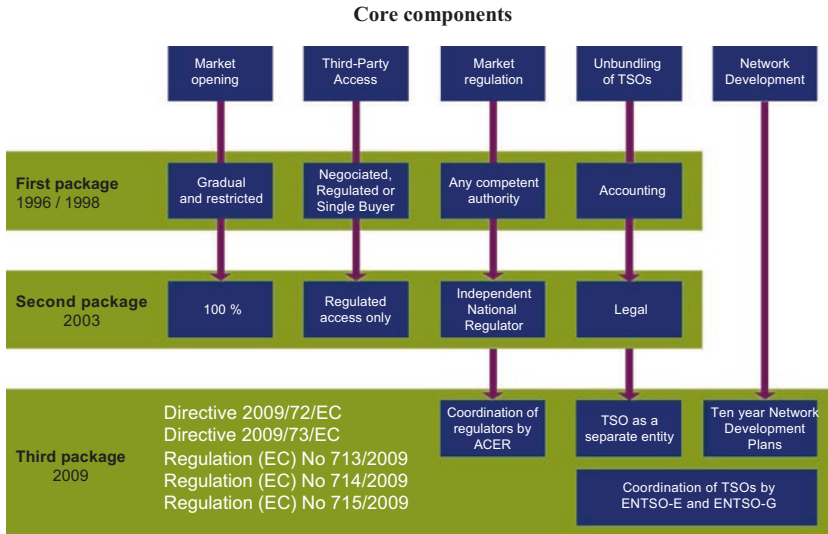 Core components
Market
opening
Third-Party
Access
Market
regulation
Unbundling
of TSOs
Network
Development
First package
1996 / 1998
Gradual
and restricted
Negociated,
Regulated or
Single Buyer
Any competent
authority
Accounting
Second package
2003
100 %
Regulated
access only
Independent
National
Regulator
Legal
Third package
2009
Directive 2009/72/EC
Directive 2009/73/EC
Regulation (EC) No 713/2009
Regulation (EC) No 714/2009
Regulation (EC) No 715/2009
Coordination of
regulators by
ACER
TSO as a
separate entity
Ten year Network
Development
Plans
Coordination of TSOs by
ENTSO-E and ENTSO-G